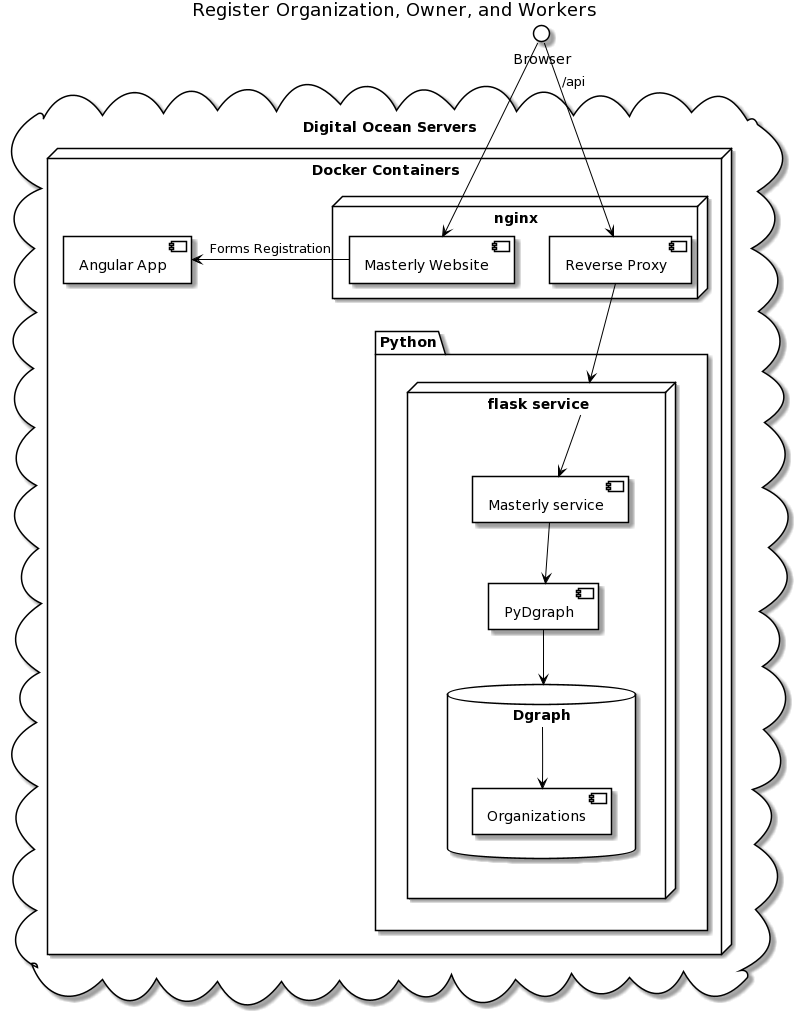 Register Organization, Owner, and Workers
Browser
/api
Digital Ocean Servers
Docker Containers
nginx
Forms Registration
Angular App
Masterly Website
Reverse Proxy
Python
flask service
Masterly service
PyDgraph
Dgraph
Organizations